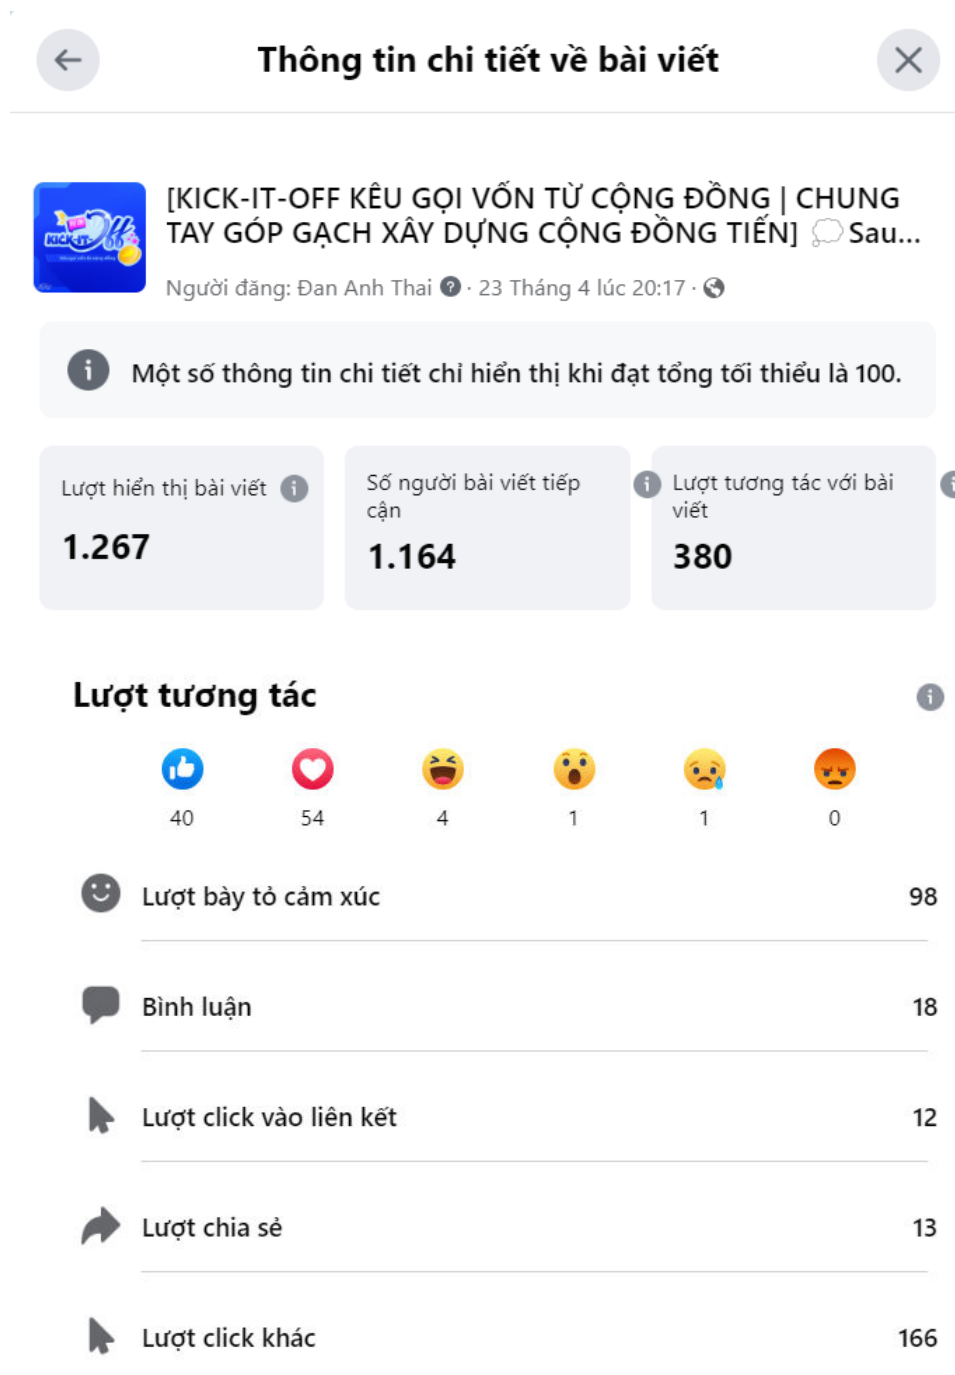 Thông tin chi tiết về bài viết
[KICK-IT-OFF KÊU GỌI VỐN TỪ CỘNG ĐỒNG | CHUNG
TAY GÓP GẠCH XÂY DỰNG CỘNG ĐỒNG TIẾN] 💭Sau...
KICK-IT-Off
Người đăng: Đan Anh Thai · 23 Tháng 4 lúc 20:17 ·
Một số thông tin chi tiết chỉ hiển thị khi đạt tổng tối thiểu là 100.
Lượt hiển thị bài viết
1.267
Số người bài viết tiếp
cận
1.164
Lượt tương tác với bài
viết
380
Lượt tương tác
40 54 4 1 1 0
Lượt bày tỏ cảm xúc 98
Bình luận 18
Lượt click vào liên kết 12
Lượt chia sẻ 13
Lượt click khác 166